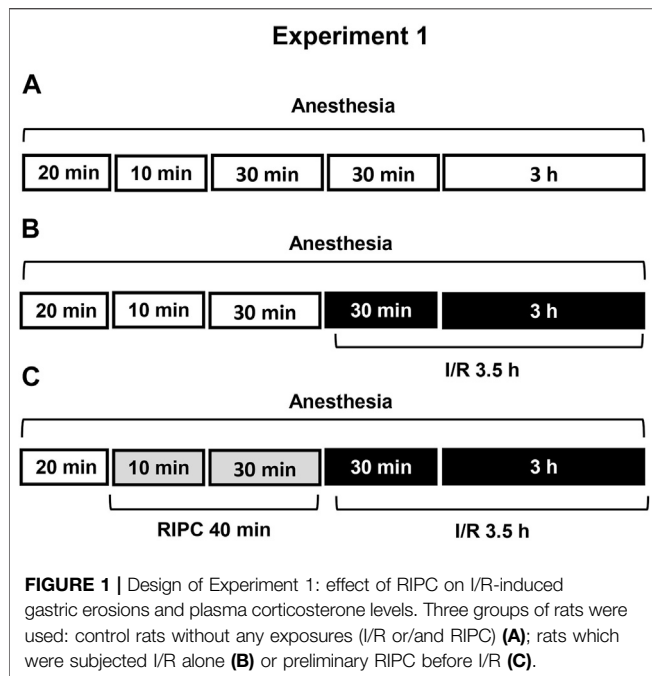 Experiment 1
A
Anesthesia
20 min 10 min 30 min 30 min 3 h
B
Anesthesia
20 min 10 min 30 min 30 min 3 h
I/R 3.5 h
C
Anesthesia
20 min 10 min 30 min 30 min 3 h
RIPC 40 min I/R 3.5 h
FIGURE 1 | Design of Experiment 1: effect of RIPC on I/R-induced
gastric erosions and plasma corticosterone levels. Three groups of rats were
used: control rats without any exposures (I/R or/and RIPC) (A); rats which
were subjected I/R alone (B) or preliminary RIPC before I/R (C).